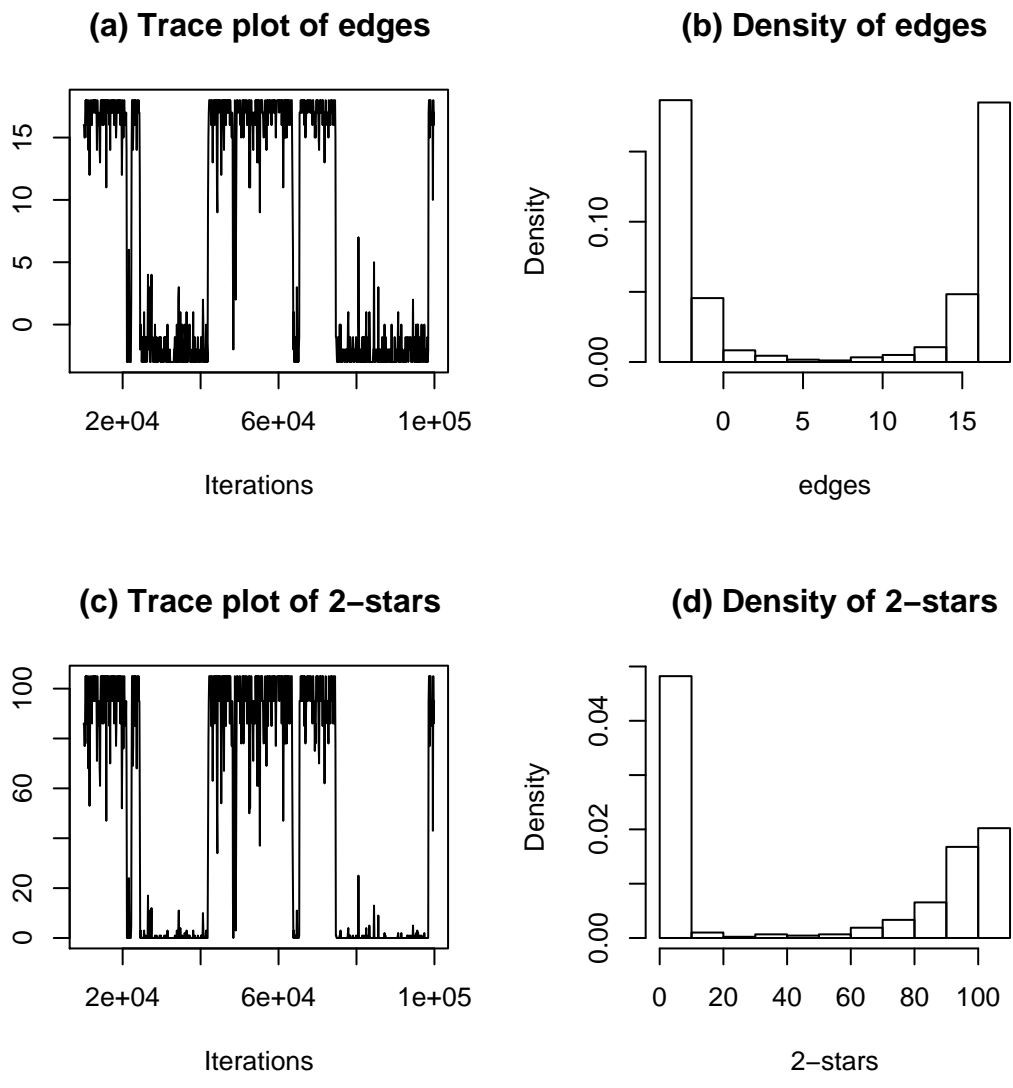 (a) Trace plot of edges
0 5 10 15
2e+04 6e+04 1e+05
Iterations
(b) Density of edges
Density
0.00 0.10
0 5 10 15
edges
(c) Trace plot of 2−stars
0 20 60 100
2e+04 6e+04 1e+05
Iterations
(d) Density of 2−stars
Density
0.00 0.02 0.04
0 20 40 60 80 100
2−stars